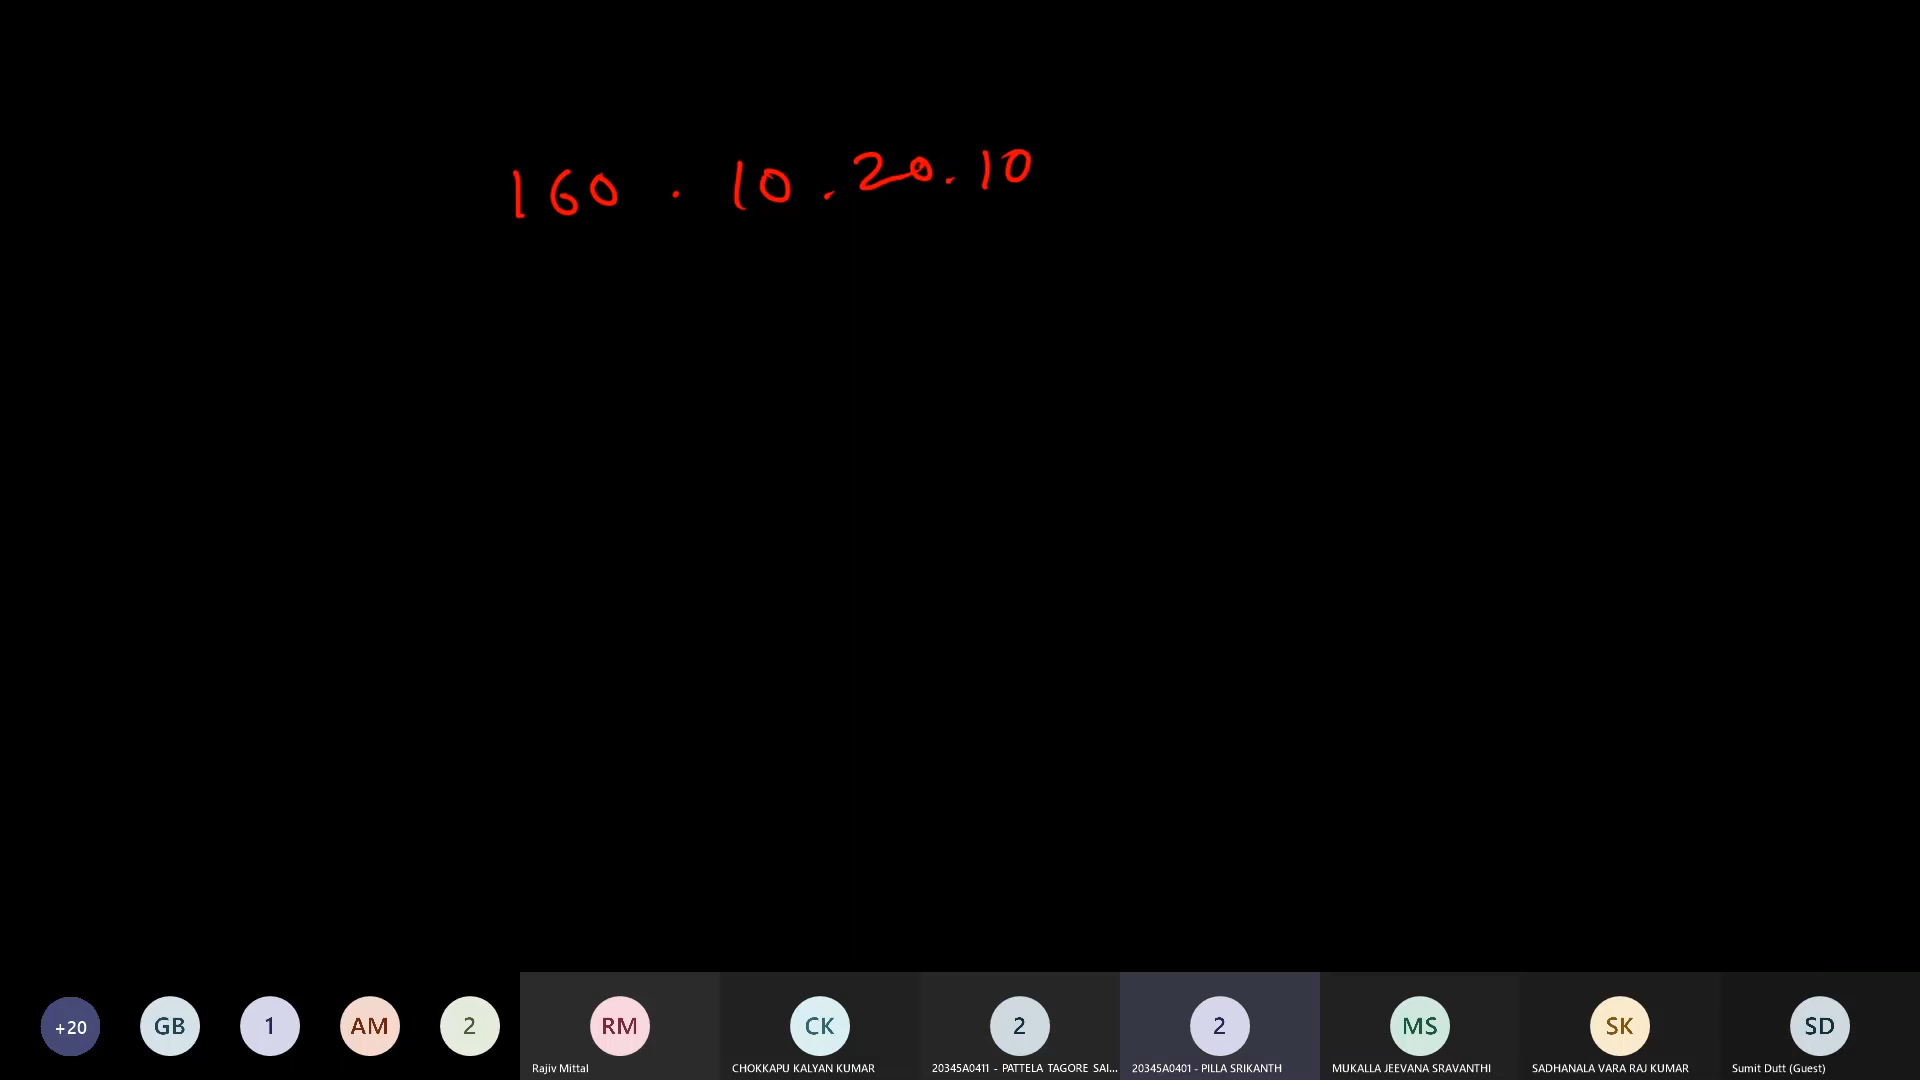 160 . 10 . 20 . 10
+20 GB 1 AM 2 RM CK 2 2 MS SK SD
Rajiv Mittal CHOKKAPU KALYAN KUMAR 20345A0411 - PATTELA TAGORE SAI... 20345A0401 - PILLA SRIKANTH MUKALLA JEEVANA SRAVANTHI SADHANALA VARA RAJ KUMAR Sumit Dutt (Guest)